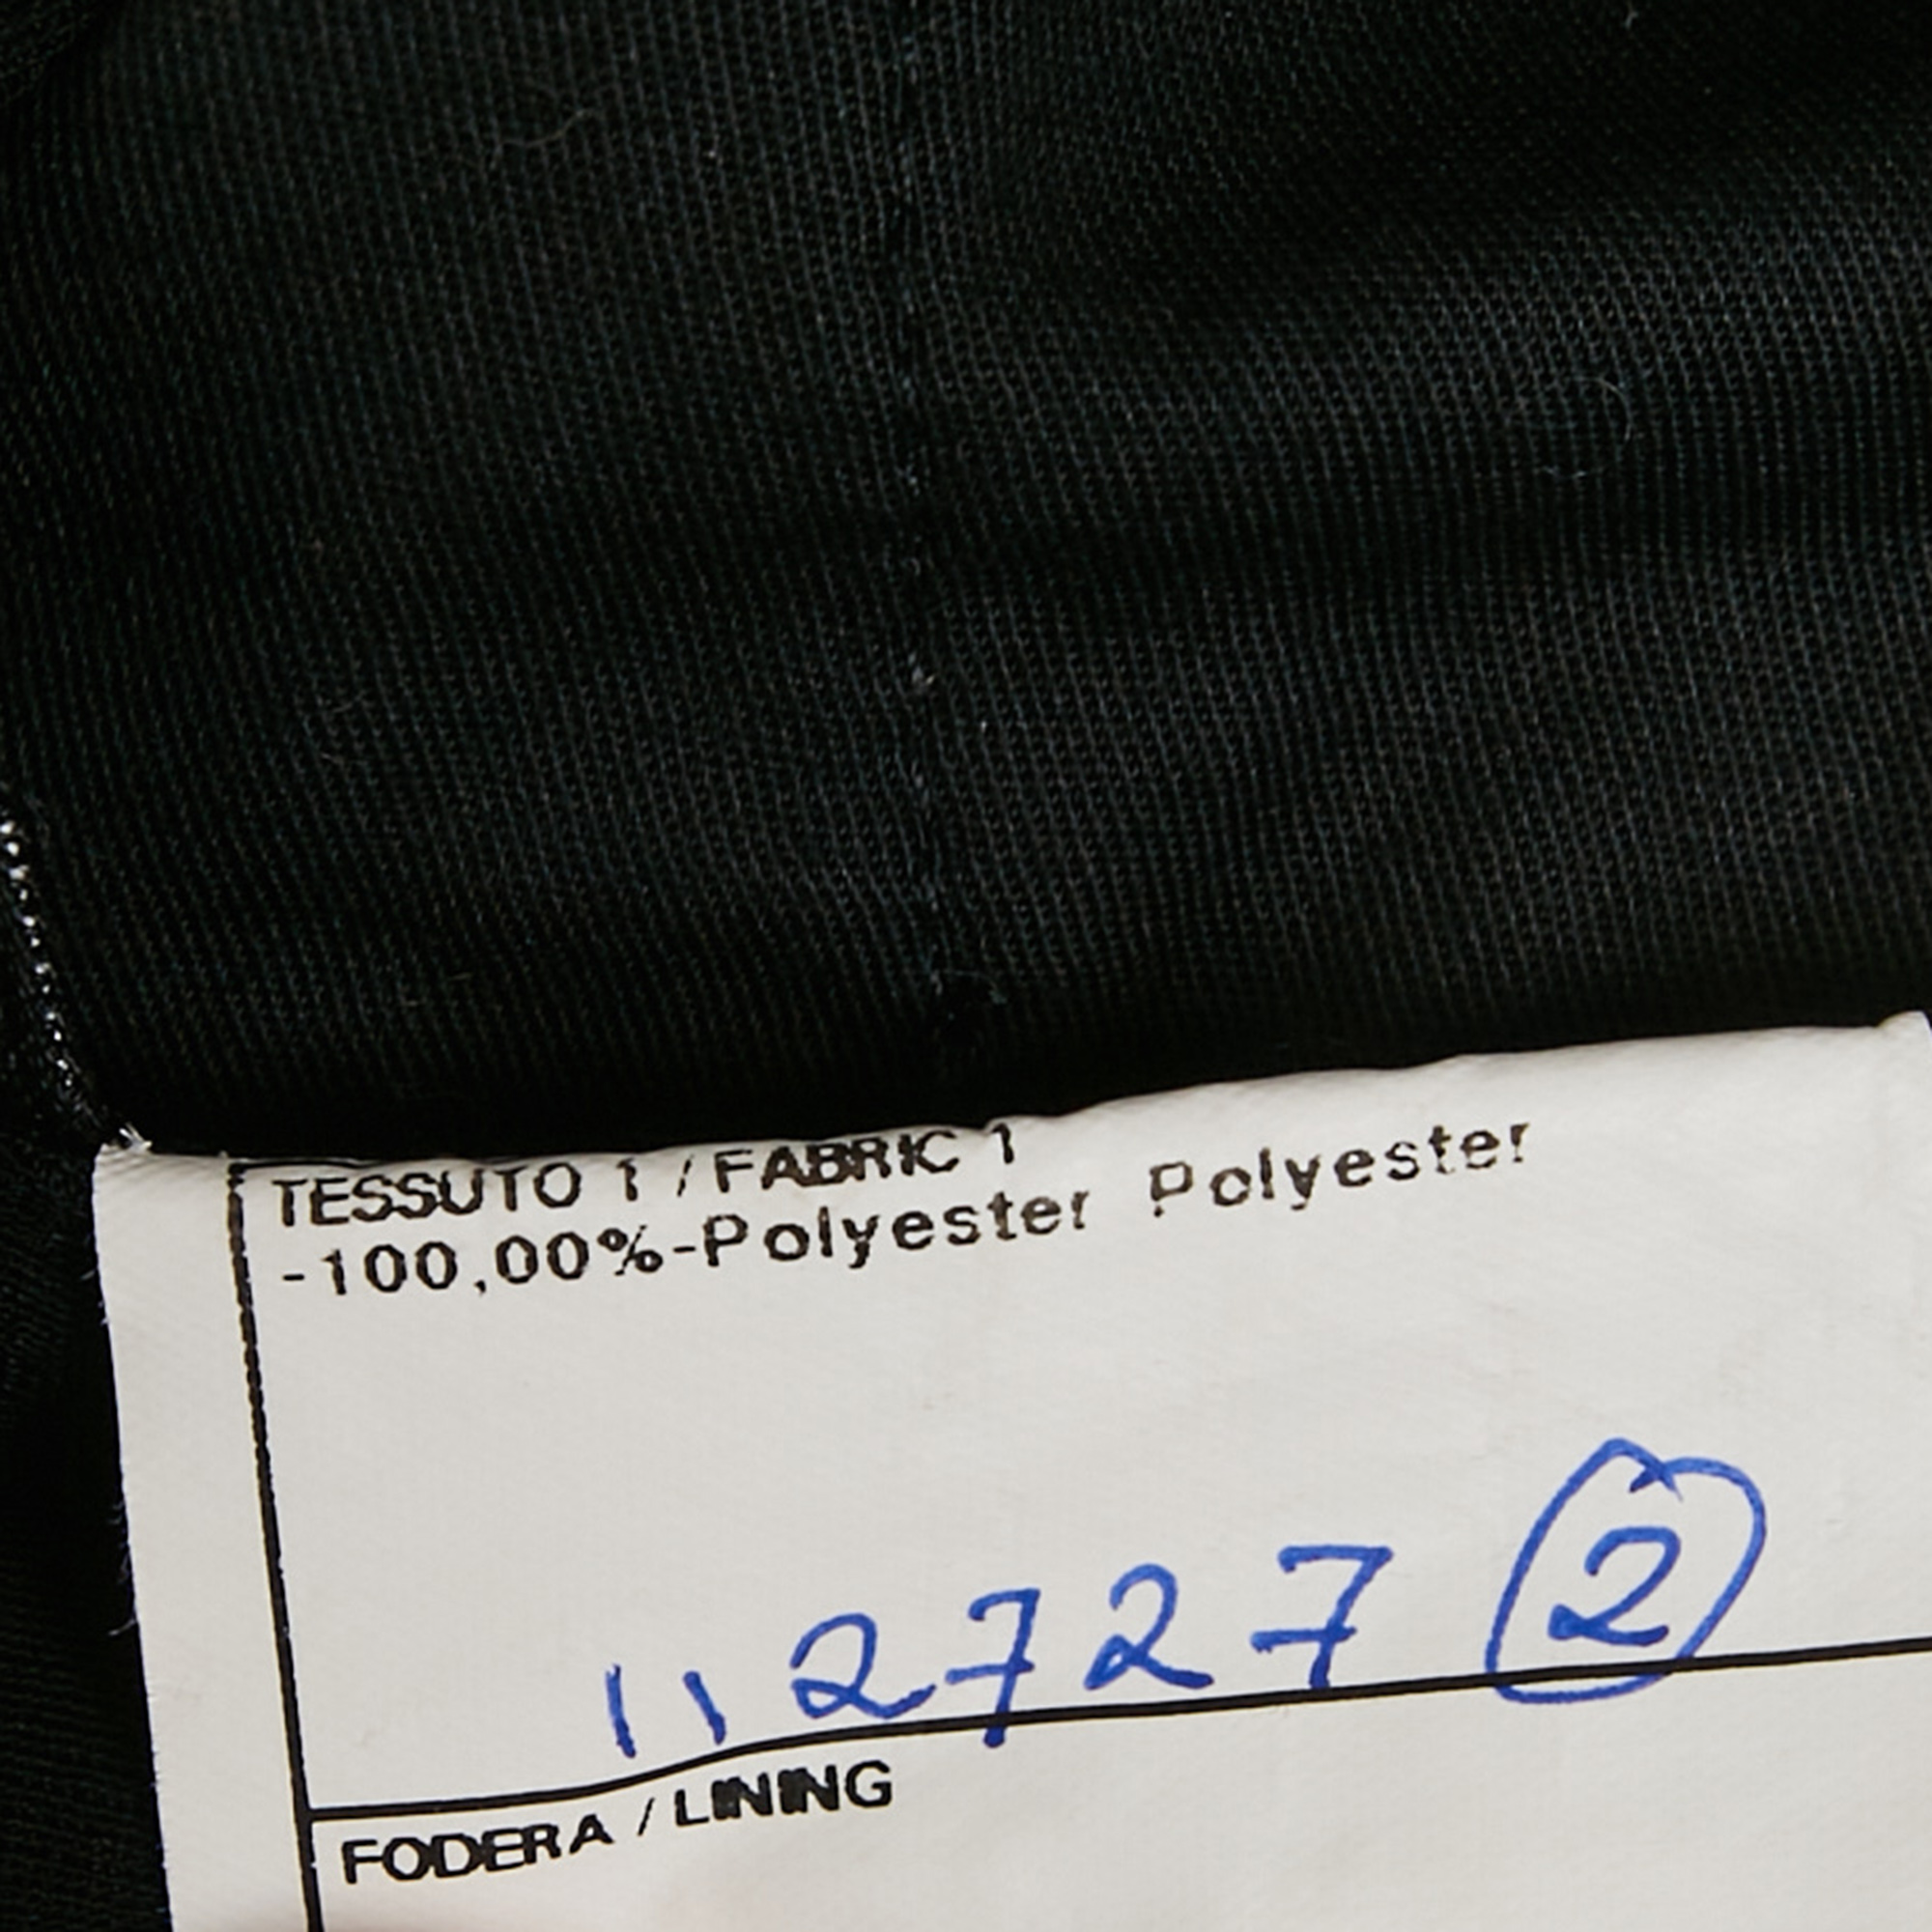 TESSUTO 1 / FABRIC 1
-100,00%-Polyester Polyester
112727 2
FODERA / LINING